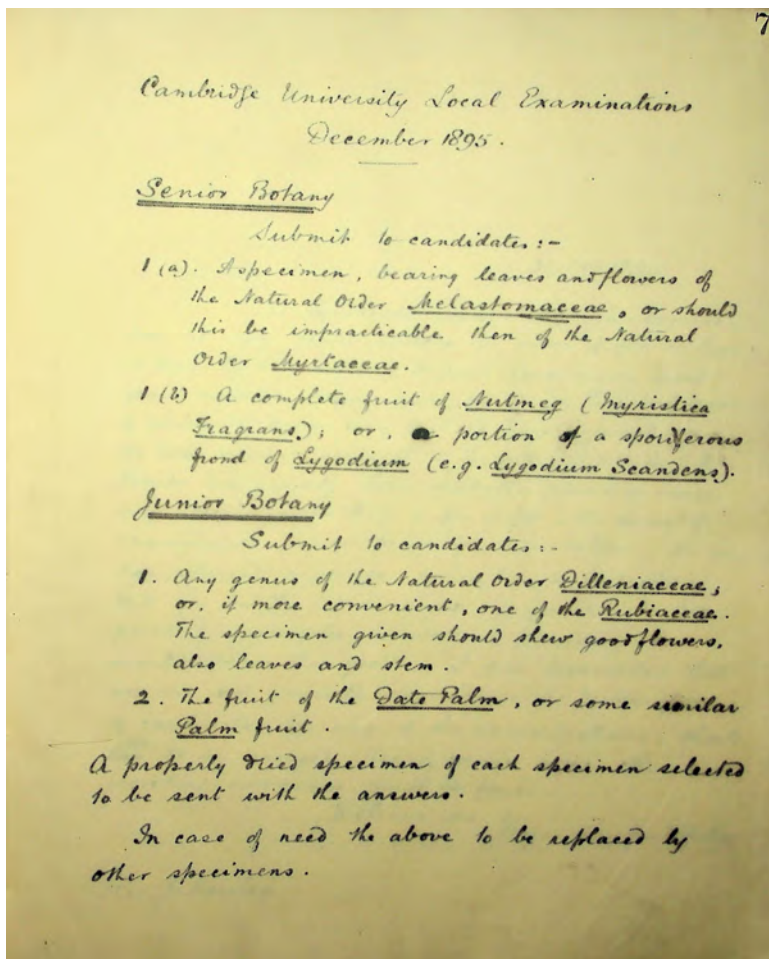 7
Cambridge University Local Examinations
December 1895.
Senior Botany
Submit to candidates:-
1 (a). A specimen, bearing leaves and flowers of
the Natural Order Melastomaceae, or should
this be impracticable then of the Natural
Order Myrtaceae.
1 (b) A complete fruit of Nutmeg (Myristica
Fragrans); or, a portion of a sporiferous
frond of Lygodium (e.g. Lygodium Scandens).
Junior Botany
Submit to candidates:-
1. Any genus of the Natural Order Dilleniaceae;
or, if more convenient, one of the Rubiaceae.
The specimen given should shew good flowers,
also leaves and stem.
2. The fruit of the Date Palm, or some similar
Palm fruit.
A properly dried specimen of each specimen selected
to be sent with the answers.
In case of need the above to be replaced by
other specimens.